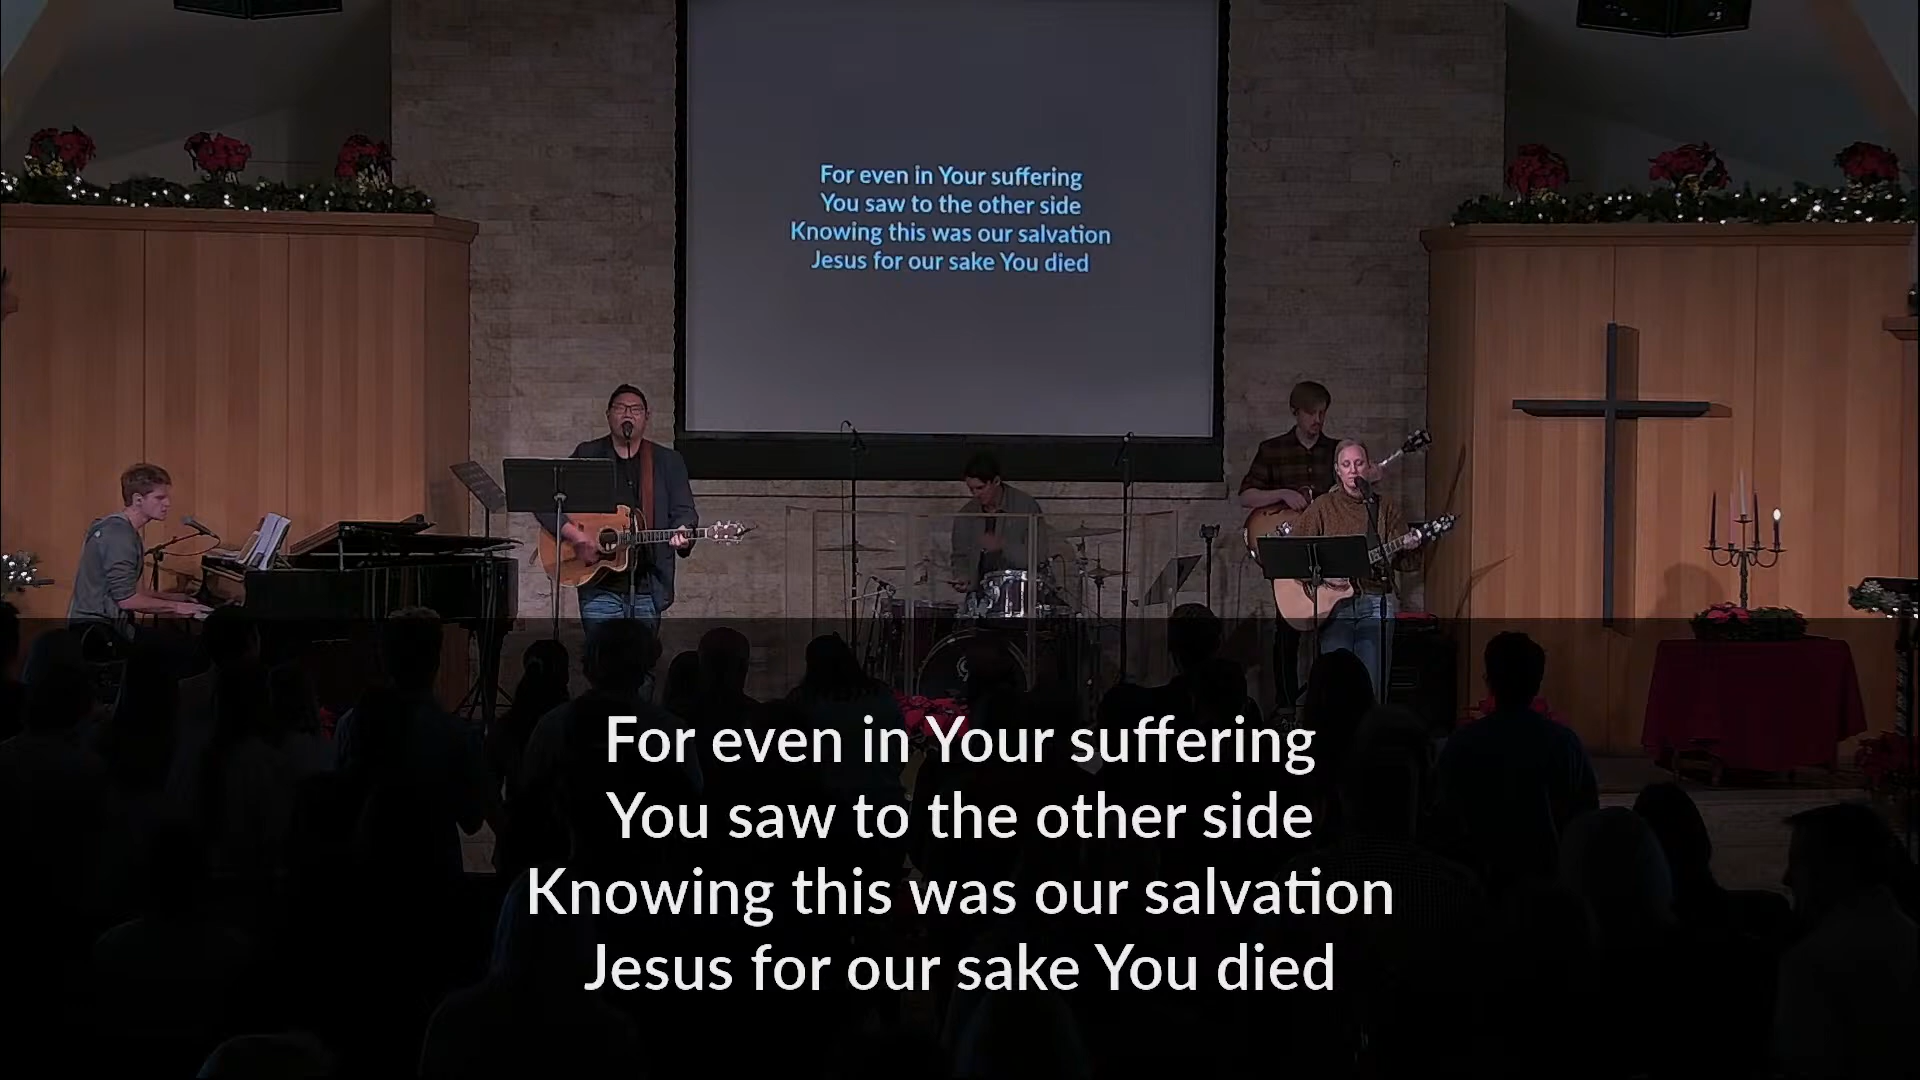 For even in Your suffering
You saw to the other side
Knowing this was our salvation
Jesus for our sake You died
For even in Your suffering
You saw to the other side
Knowing this was our salvation
Jesus for our sake You died